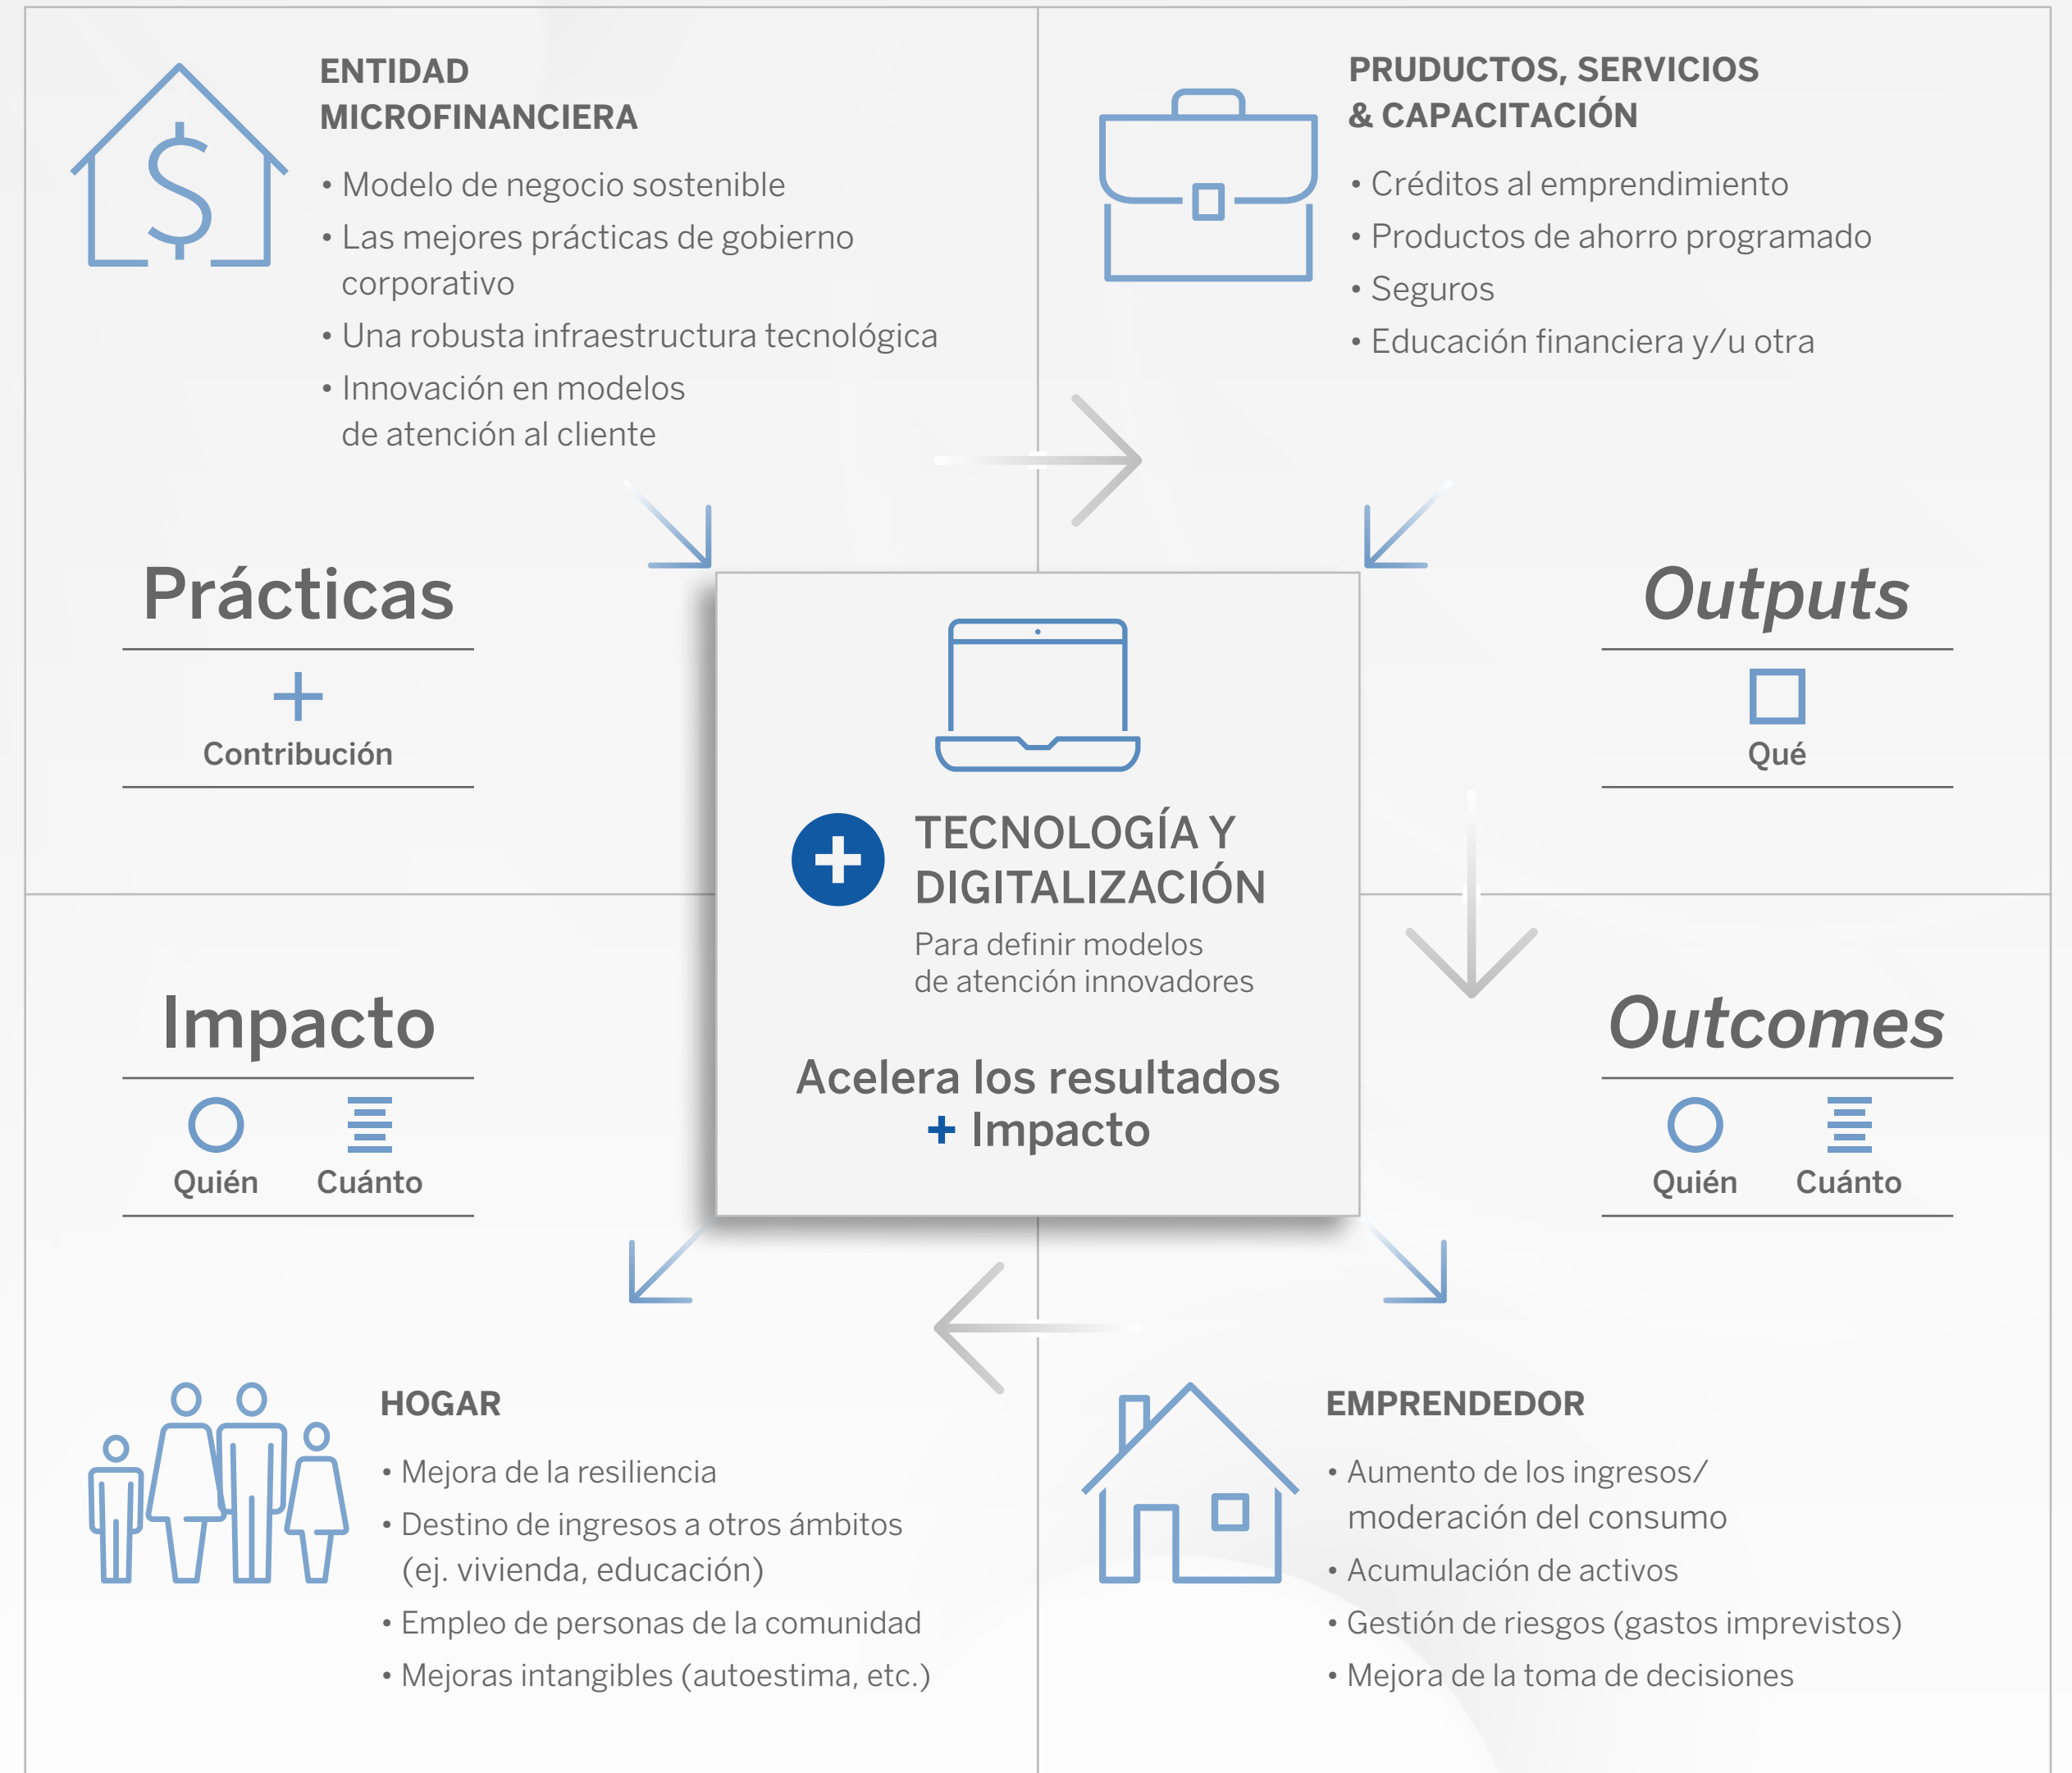 ENTIDAD
MICROFINANCIERA
• Modelo de negocio sostenible
• Las mejores prácticas de gobierno
corporativo
• Una robusta infraestructura tecnológica
• Innovación en modelos
de atención al cliente
Prácticas
Contribución
PRUDUCTOS, SERVICIOS
& CAPACITACIÓN
• Créditos al emprendimiento
• Productos de ahorro programado
• Seguros
• Educación financiera y/u otra
Outputs
Qué
TECNOLOGÍA Y
DIGITALIZACIÓN
Para definir modelos
de atención innovadores
Acelera los resultados
+ Impacto
Impacto
Quién Cuánto
HOGAR
• Mejora de la resiliencia
• Destino de ingresos a otros ámbitos
(ej. vivienda, educación)
• Empleo de personas de la comunidad
• Mejoras intangibles (autoestima, etc.)
Outcomes
Quién Cuánto
EMPRENDEDOR
• Aumento de los ingresos/
moderación del consumo
• Acumulación de activos
• Gestión de riesgos (gastos imprevistos)
• Mejora de la toma de decisiones